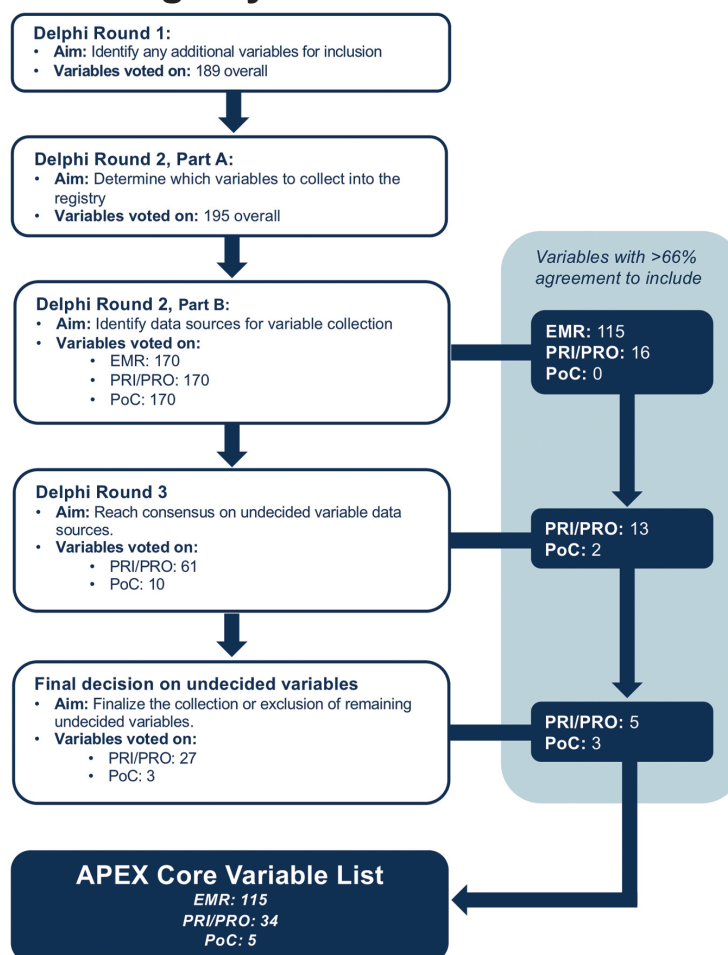 Delphi Round 1:
• Aim: Identify any additional variables for inclusion
• Variables voted on: 189 overall
Delphi Round 2, Part A:
• Aim: Determine which variables to collect into the
registry
• Variables voted on: 195 overall
Delphi Round 2, Part B:
• Aim: Identify data sources for variable collection
• Variables voted on:
• EMR: 170
• PRI/PRO: 170
• PoC: 170
Variables with >66%
agreement to include
EMR: 115
PRI/PRO: 16
PoC: 0
Delphi Round 3
• Aim: Reach consensus on undecided variable data
sources.
• Variables voted on:
• PRI/PRO: 61
• PoC: 10
PRI/PRO: 13
PoC: 2
Final decision on undecided variables
• Aim: Finalize the collection or exclusion of remaining
undecided variables.
• Variables voted on:
• PRI/PRO: 27
• PoC: 3
PRI/PRO: 5
PoC: 3
APEX Core Variable List
EMR: 115
PRI/PRO: 34
PoC: 5